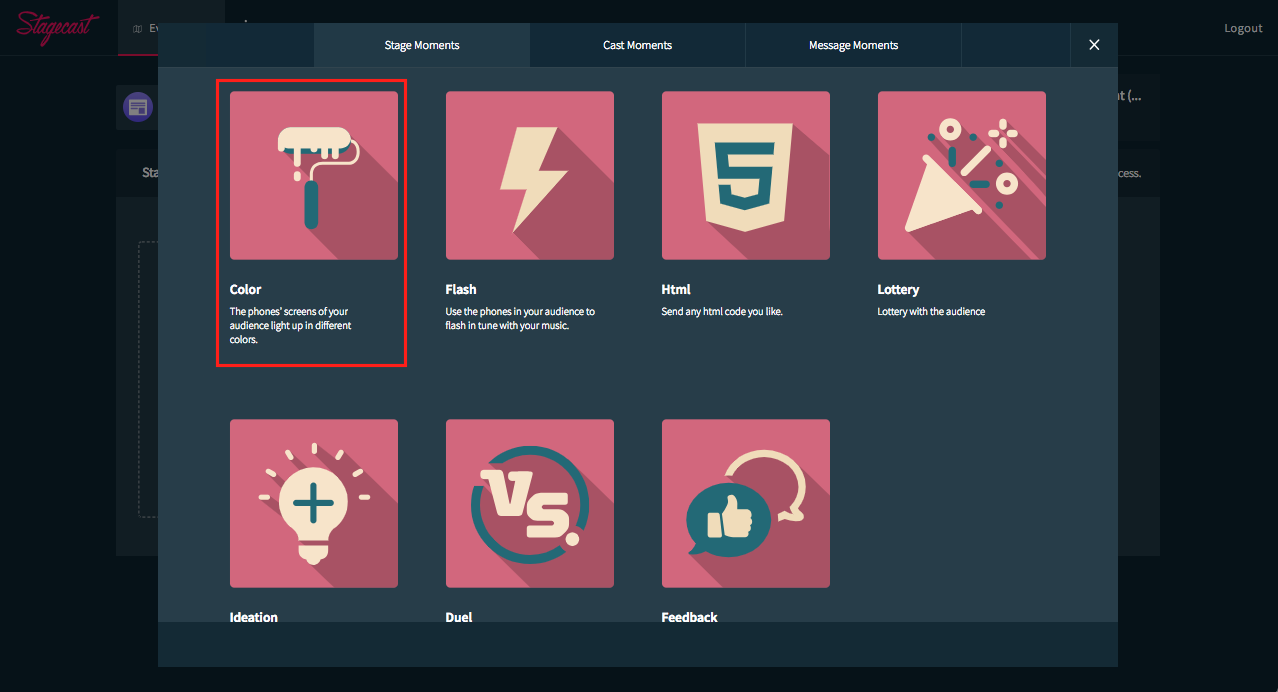 Stagecast
Ev
Logout
Stage Moments
Cast Moments
Message Moments
t (...
Sta
cess.
Color
The phones' screens of your
audience light up in different
colors.
Flash
Use the phones in your audience to
flash in tune with your music.
Html
Send any html code you like.
Lottery
Lottery with the audience
VS.
Ideation
Duel
Feedback